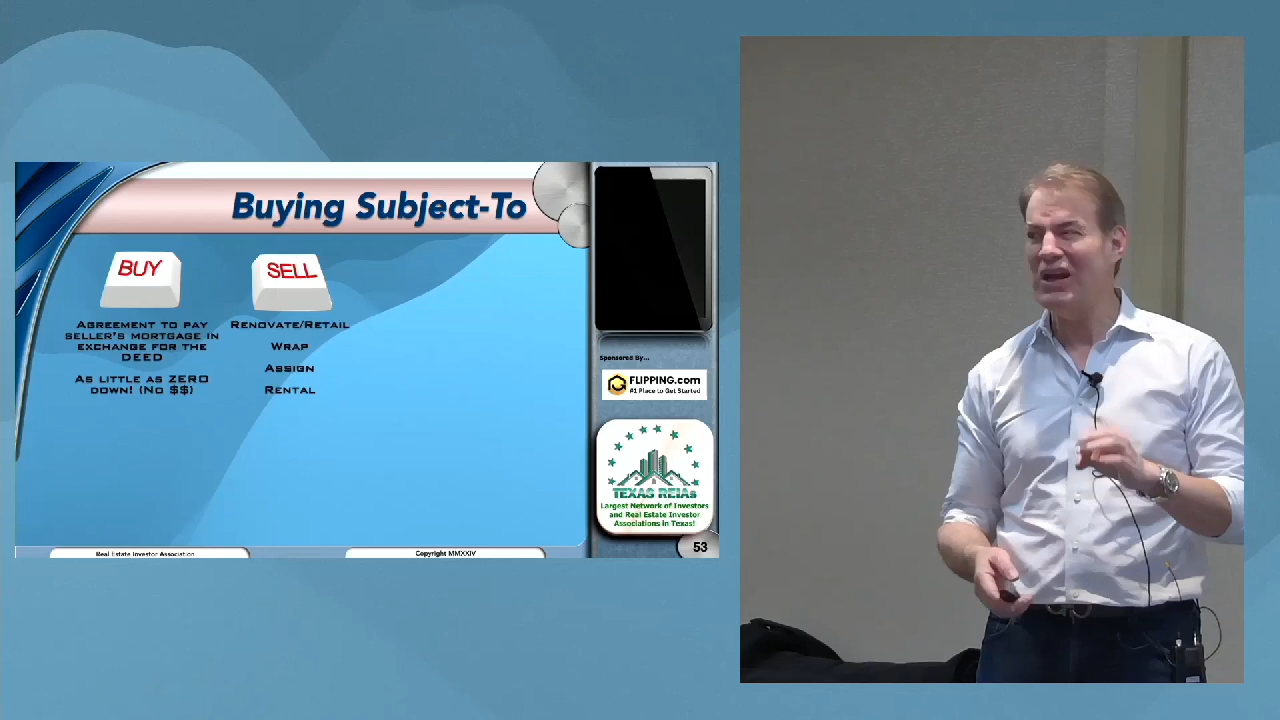 Buying Subject-To
BUY
SELL
AGREEMENT TO PAY
SELLER'S MORTGAGE IN
EXCHANGE FOR THE
DEED
AS LITTLE AS ZERO
DOWN! (NO $$)
RENOVATE/RETAIL
WRAP
ASSIGN
RENTAL
Sponsored By...
FLIPPING.com
#1 Place to Get Started
TEXAS REIAs
Largest Network of Investors
and Real Estate Investor
Associations in Texas!
53
Real Estate Investor Association
Copyright MMXXIV